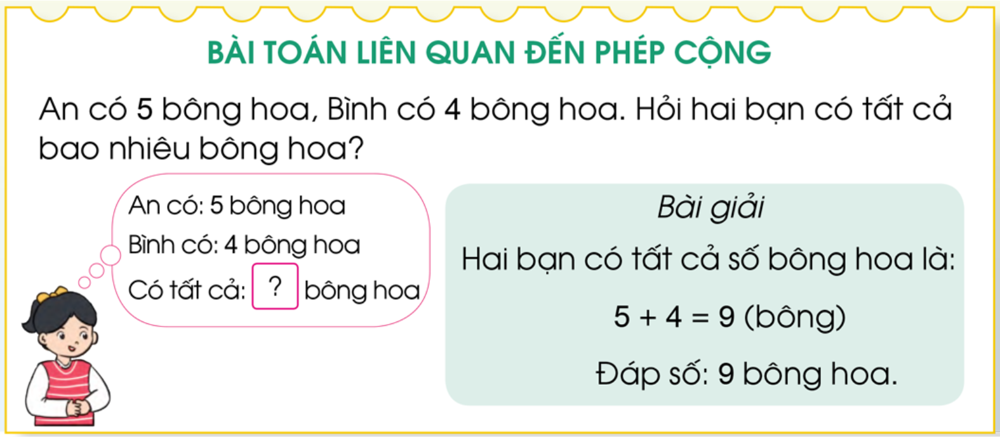 BÀI TOÁN LIÊN QUAN ĐẾN PHÉP CỘNG
An có 5 bông hoa, Bình có 4 bông hoa. Hỏi hai bạn có tất cả
bao nhiêu bông hoa?
An có: 5 bông hoa
Bình có: 4 bông hoa
Có tất cả: ? bông hoa
Bài giải
Hai bạn có tất cả số bông hoa là:
5 + 4 = 9 (bông)
Đáp số: 9 bông hoa.